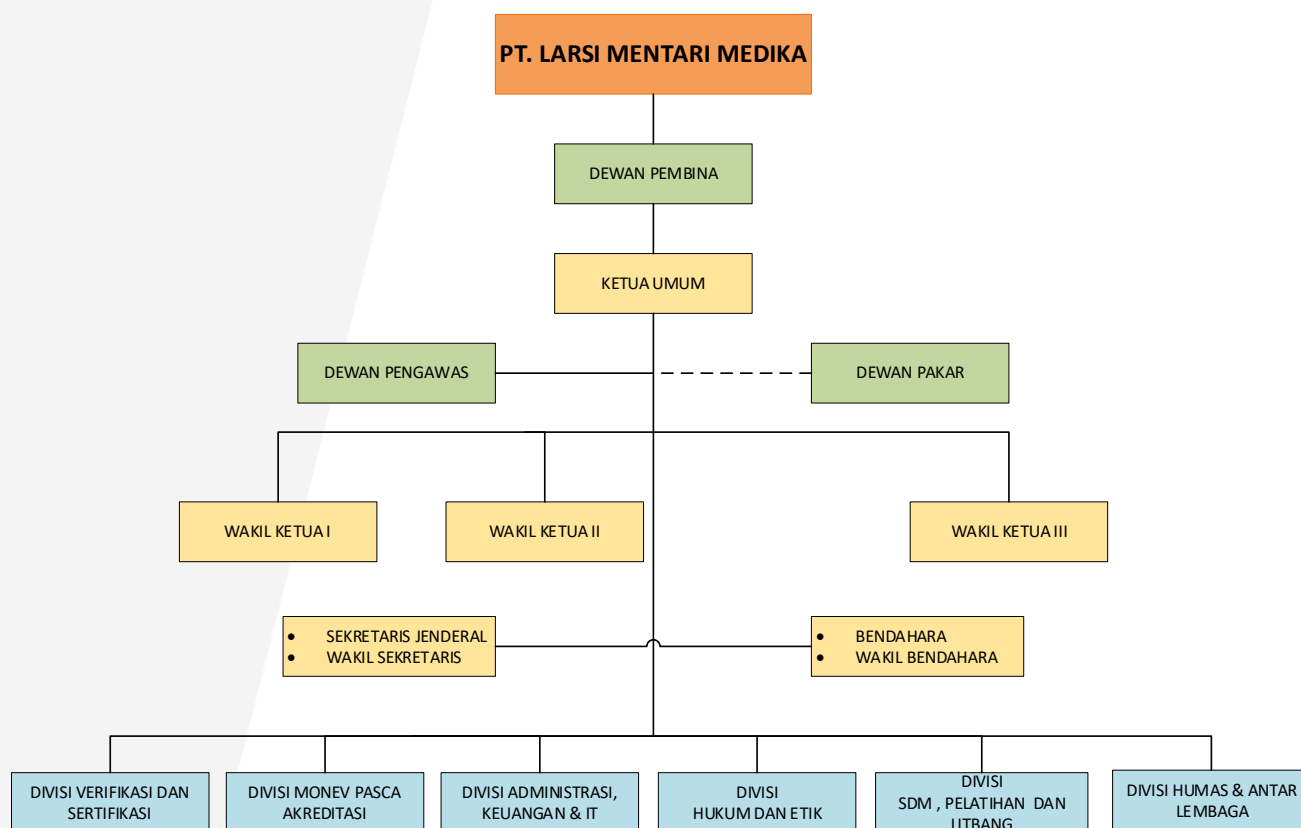 PT. LARSI MENTARI MEDIKA
DEWAN PEMBINA
KETUA UMUM
DEWAN PENGAWAS
DEWAN PAKAR
WAKIL KETUA I
WAKIL KETUA II
WAKIL KETUA III
• SEKRETARIS JENDERAL
• WAKIL SEKRETARIS
• BENDAHARA
• WAKIL BENDAHARA
DIVISI VERIFIKASI DAN
SERTIFIKASI
DIVISI MONEV PASCA
AKREDITASI
DIVISI ADMINISTRASI,
KEUANGAN & IT
DIVISI
HUKUM DAN ETIK
DIVISI
SDM , PELATIHAN DAN
LITBANG
DIVISI HUMAS & ANTAR
LEMBAGA